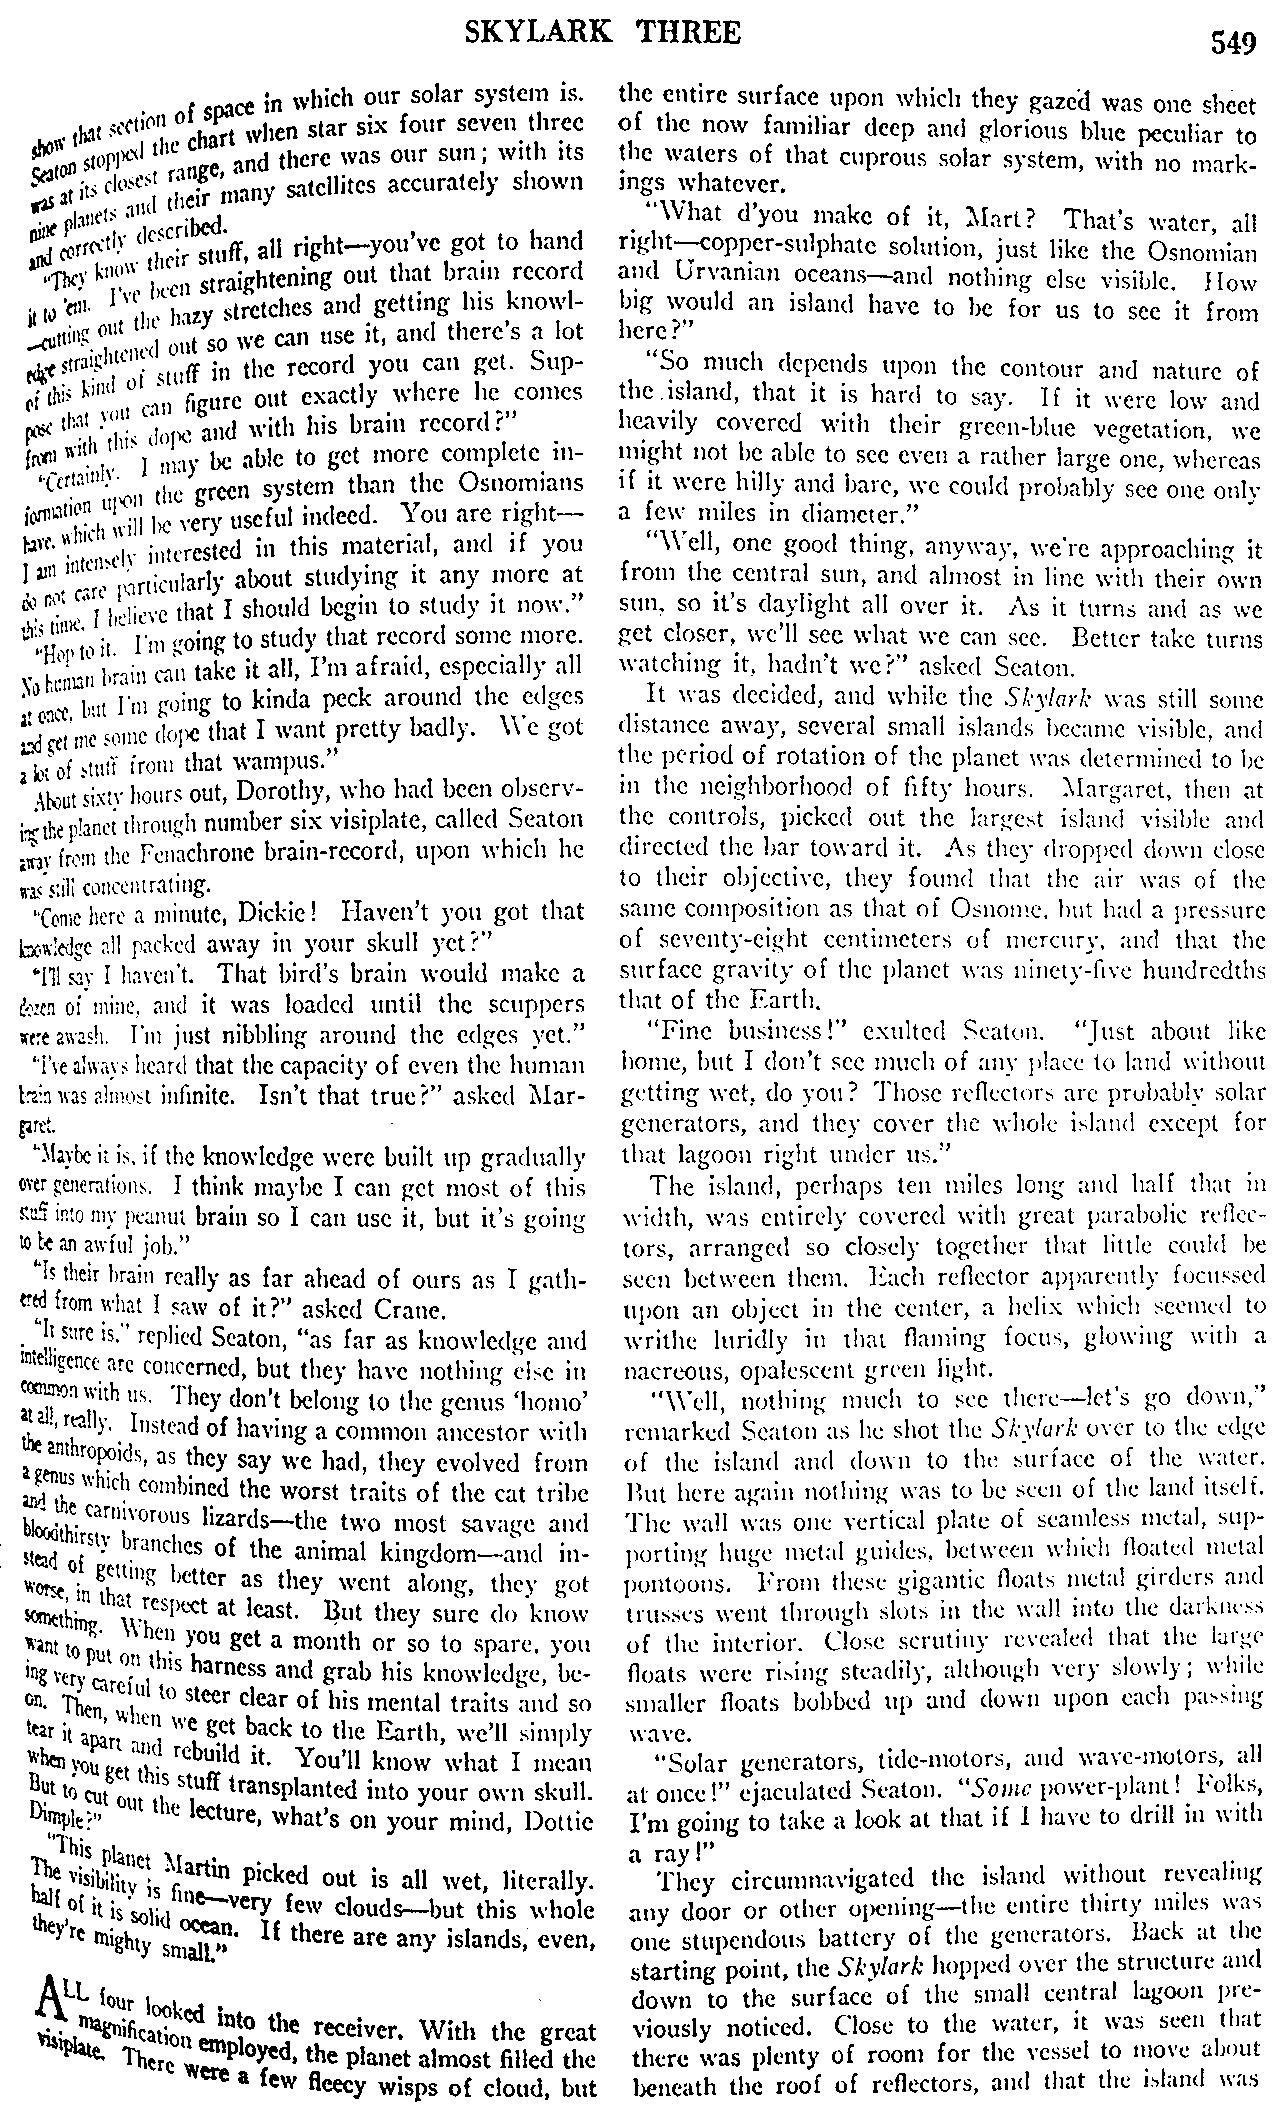 SKYLARK THREE
549
show that section of space in which our solar system is.
Seaton stopped the chart when star six four seven three
was at its closest range, and there was our sun; with its
nine planets and their many satellites accurately shown
and correctly described.
"They know their stuff, all right—you've got to hand
it to 'em. I've been straightening out that brain record
—cutting out the hazy stretches and getting his knowl-
edge straightened out so we can use it, and there's a lot
of this kind of stuff in the record you can get. Sup-
pose that you can figure out exactly where he comes
from with this dope and with his brain record?"
"Certainly. I may be able to get more complete in-
formation upon the green system than the Osnomians
have, which will be very useful indeed. You are right—
I am intensely interested in this material, and if you
do not care particularly about studying it any more at
this time, I believe that I should begin to study it now."
"Hop to it. I'm going to study that record some more.
No human brain can take it all, I'm afraid, especially all
at once, but I'm going to kinda peck around the edges
and get me some dope that I want pretty badly. We got
a lot of stuff from that wampus."
About sixty hours out, Dorothy, who had been observ-
ing the planet through number six visiplate, called Seaton
away from the Fenachrone brain-record, upon which he
was still concentrating.
"Come here a minute, Dickie! Haven't you got that
knowledge all packed away in your skull yet?"
"I'll say I haven't. That bird's brain would make a
dozen of mine, and it was loaded until the scuppers
were awash. I'm just nibbling around the edges yet."
"I've always heard that the capacity of even the human
brain was almost infinite. Isn't that true?" asked Mar-
garet.
"Maybe it is, if the knowledge were built up gradually
over generations. I think maybe I can get most of this
stuff into my peanut brain so I can use it, but it's going
to be an awful job."
"Is their brain really as far ahead of ours as I gath-
ered from what I saw of it?" asked Crane.
"It sure is," replied Seaton, "as far as knowledge and
intelligence are concerned, but they have nothing else in
common with us. They don't belong to the genus 'homo'
at all, really. Instead of having a common ancestor with
the anthropoids, as they say we had, they evolved from
a genus which combined the worst traits of the cat tribe
and the carnivorous lizards—the two most savage and
bloodthirsty branches of the animal kingdom—and in-
stead of getting better as they went along, they got
worse, in that respect at least. But they sure do know
something. When you get a month or so to spare, you
want to put on this harness and grab his knowledge, be-
ing very careful to steer clear of his mental traits and so
on. Then, when we get back to the Earth, we'll simply
tear it apart and rebuild it. You'll know what I mean
when you get this stuff transplanted into your own skull.
But to cut out the lecture, what's on your mind, Dottie
Dimple?"
"This planet Martin picked out is all wet, literally.
The visibility is fine—very few clouds—but this whole
half of it is solid ocean. If there are any islands, even,
they're mighty small."
ALL four looked into the receiver. With the great
magnification employed, the planet almost filled the
visiplate. There were a few fleecy wisps of cloud, but
the entire surface upon which they gazed was one sheet
of the now familiar deep and glorious blue peculiar to
the waters of that cuprous solar system, with no mark-
ings whatever.
"What d'you make of it, Mart? That's water, all
right—copper-sulphate solution, just like the Osnomian
and Urvanian oceans—and nothing else visible. How
big would an island have to be for us to see it from
here?"
"So much depends upon the contour and nature of
the island, that it is hard to say. If it were low and
heavily covered with their green-blue vegetation, we
might not be able to see even a rather large one, whereas
if it were hilly and bare, we could probably see one only
a few miles in diameter."
"Well, one good thing, anyway, we're approaching it
from the central sun, and almost in line with their own
sun, so it's daylight all over it. As it turns and as we
get closer, we'll see what we can see. Better take turns
watching it, hadn't we?" asked Seaton.
It was decided, and while the Skylark was still some
distance away, several small islands became visible, and
the period of rotation of the planet was determined to be
in the neighborhood of fifty hours. Margaret, then at
the controls, picked out the largest island visible and
directed the bar toward it. As they dropped down close
to their objective, they found that the air was of the
same composition as that of Osnome, but had a pressure
of seventy-eight centimeters of mercury, and that the
surface gravity of the planet was ninety-five hundredths
that of the Earth.
"Fine business!" exulted Seaton. "Just about like
home, but I don't see much of any place to land without
getting wet, do you? Those reflectors are probably solar
generators, and they cover the whole island except for
that lagoon right under us."
The island, perhaps ten miles long and half that in
width, was entirely covered with great parabolic reflec-
tors, arranged so closely together that little could be
seen between them. Each reflector apparently focussed
upon an object in the center, a helix which seemed to
writhe luridly in that flaming focus, glowing with a
nacreous, opalescent green light.
"Well, nothing much to see there—let's go down,"
remarked Seaton as he shot the Skylark over to the edge
of the island and down to the surface of the water.
But here again nothing was to be seen of the land itself.
The wall was one vertical plate of seamless metal, sup-
porting huge metal guides, between which floated metal
pontoons. From these gigantic floats metal girders and
trusses went through slots in the wall into the darkness
of the interior. Close scrutiny revealed that the large
floats were rising steadily, although very slowly; while
smaller floats bobbed up and down upon each passing
wave.
"Solar generators, tide-motors, and wave-motors, all
at once!" ejaculated Seaton. "Some power-plant! Folks,
I'm going to take a look at that if I have to drill in with
a ray!"
They circumnavigated the island without revealing
any door or other opening—the entire thirty miles was
one stupendous battery of the generators. Back at the
starting point, the Skylark hopped over the structure and
down to the surface of the small central lagoon pre-
viously noticed. Close to the water, it was seen that
there was plenty of room for the vessel to move about
beneath the roof of reflectors, and that the island was